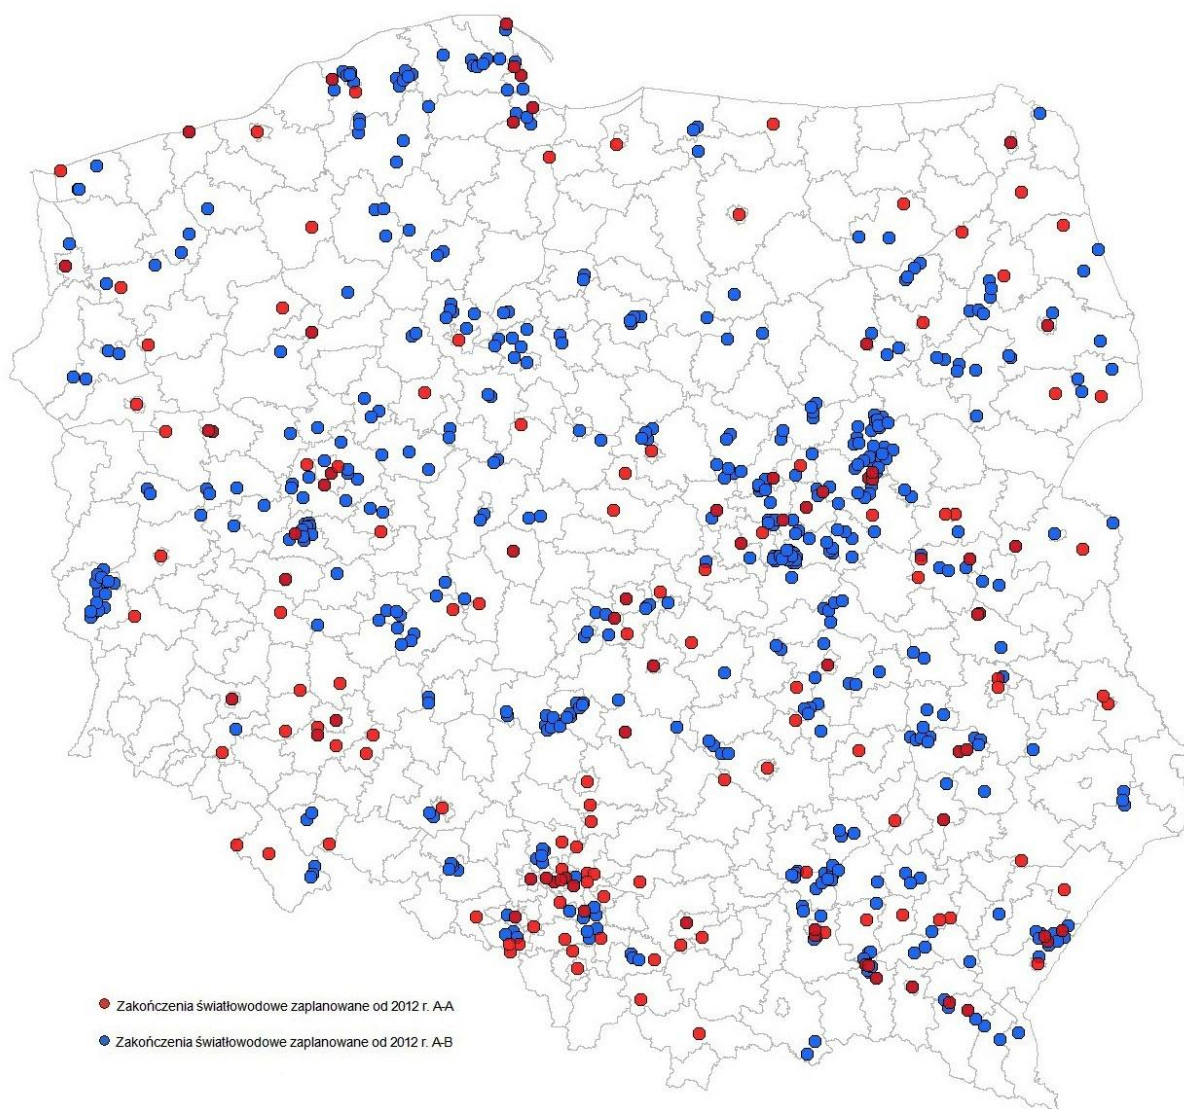 Zakończenia światłowodowe zaplanowane od 2012 r. A-A
Zakończenia światłowodowe zaplanowane od 2012 r. A-B